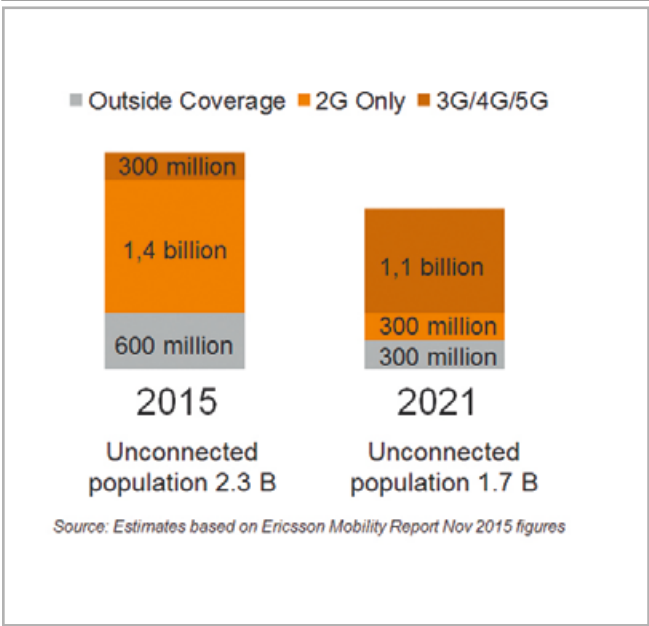 Outside Coverage 2G Only 3G/4G/5G
300 million
1,4 billion
600 million
2015
Unconnected
population 2.3 B
1,1 billion
300 million
300 million
2021
Unconnected
population 1.7 B
Source: Estimates based on Ericsson Mobility Report Nov 2015 figures